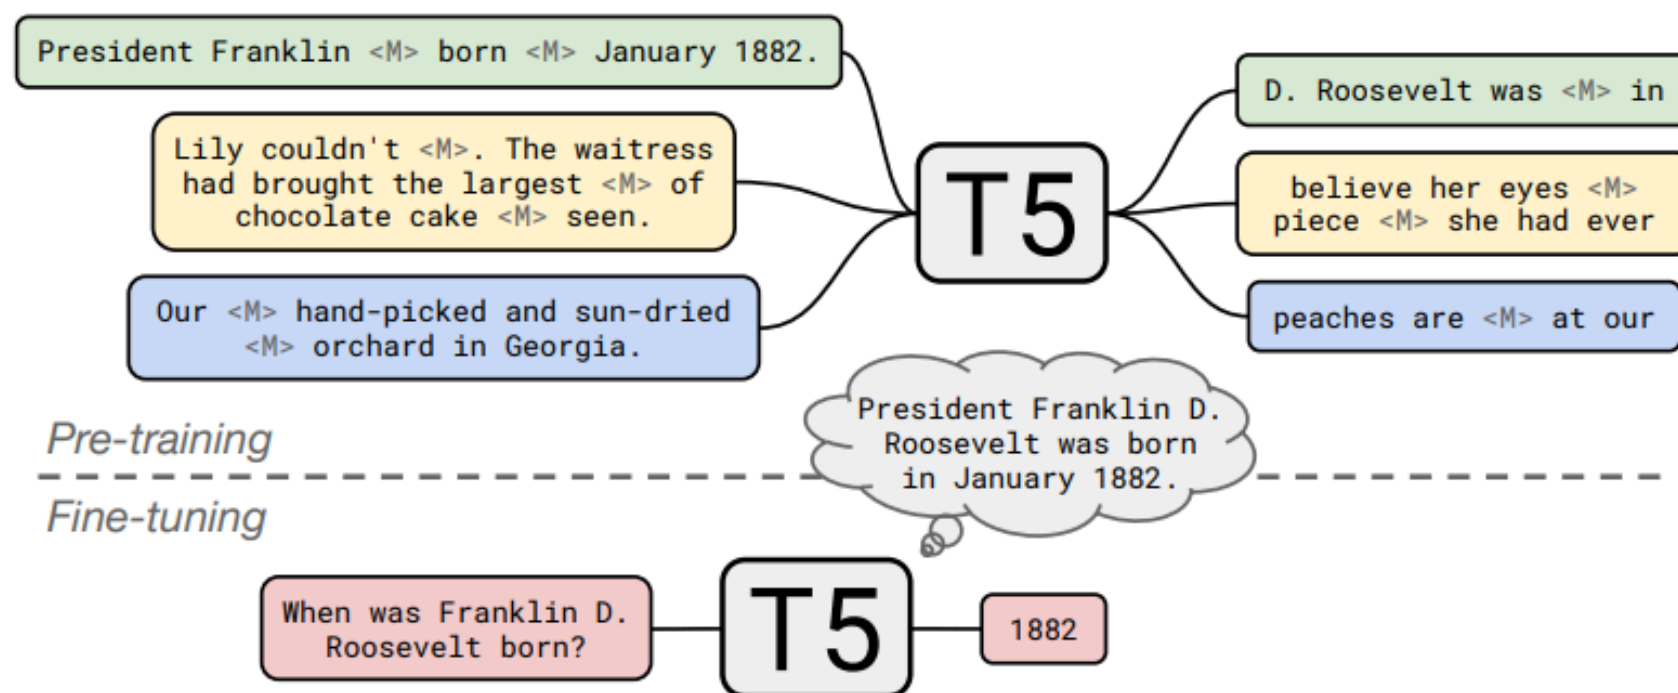 President Franklin <M> born <M> January 1882.
Lily couldn't <M>. The waitress
had brought the largest <M> of
chocolate cake <M> seen.
Our <M> hand-picked and sun-dried
<M> orchard in Georgia.
T5
D. Roosevelt was <M> in
believe her eyes <M>
piece <M> she had ever
peaches are <M> at our
President Franklin D.
Roosevelt was born
in January 1882.
Pre-training
Fine-tuning
When was Franklin D.
Roosevelt born?
T5
1882